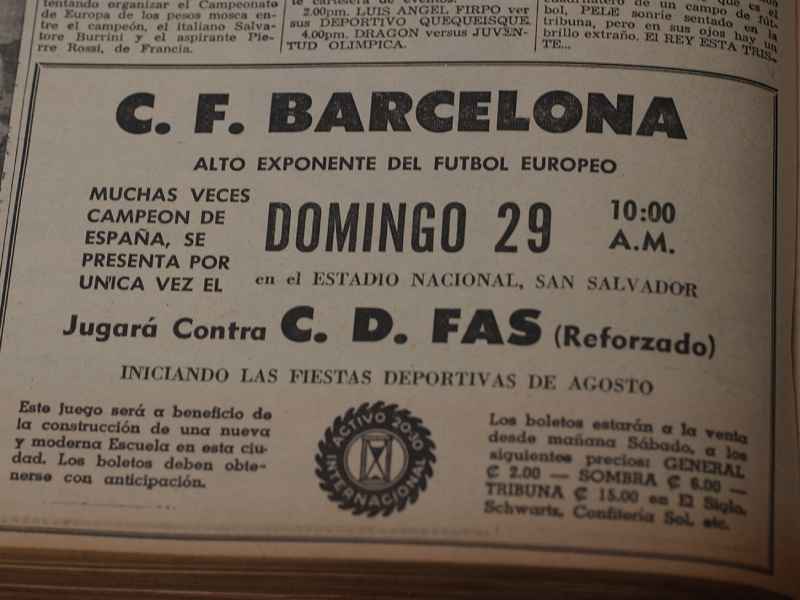 tentando organizar el Campeonato
de Europa de los pesos mosca en-
tre el campeón, el italiano Salva-
tore Burrini y el aspirante Pie-
rre Rossi, de Francia.
2.00pm. LUIS ANGEL FIRPO ver
sus DEPORTIVO QUEQUEISQUE.
4.00pm. DRAGON versus JUVEN-
TUD OLIMPICA.
de un campo de fút-
bol, PELE sonríe sentado en la
tribuna, pero en sus ojos hay un
brillo extraño. El REY ESTA TRIS-
TE...
C. F. BARCELONA
ALTO EXPONENTE DEL FUTBOL EUROPEO
MUCHAS VECES
CAMPEON DE
ESPAÑA, SE
PRESENTA POR
UNICA VEZ EL
DOMINGO 29
10:00
A.M.
en el ESTADIO NACIONAL, SAN SALVADOR
Jugará Contra C. D. FAS (Reforzado)
INICIANDO LAS FIESTAS DEPORTIVAS DE AGOSTO
Este Juego será a beneficio de
la construcción de una nueva
y moderna Escuela en esta ciu-
dad. Los boletos deben obte-
nerse con anticipación.
ACTIVO 20-30
INTERNACIONAL
Los boletos estarán a la venta
desde mañana Sábado, a los
siguientes precios: GENERAL
₡ 2.00 — SOMBRA ₡ 6.00 —
TRIBUNA ₡ 15.00 en El Siglo,
Schwartz, Confitería Sol, etc.